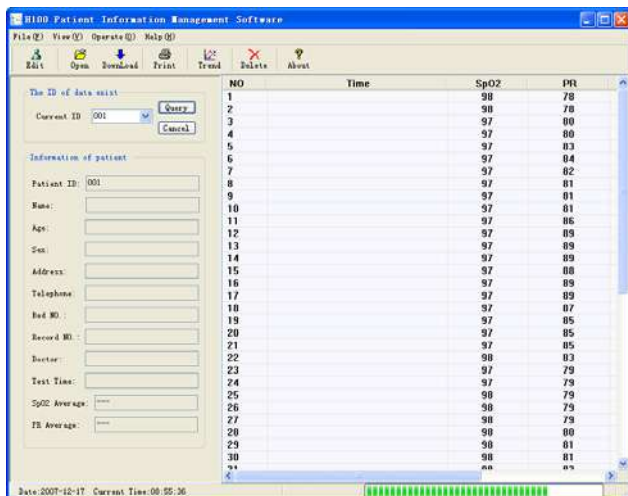 H100 Patient Information Management Software
File(F) View(V) Operate(O) Help(H)
Edit Open DownLoad Print Trend Delete About
The ID of data exist
Current ID 001 Query
Cancel
Information of patient
Patient ID: 001
Name:
Age:
Sex:
Address:
Telephone:
Bed NO.:
Record NO.:
Doctor:
Test Time:
SpO2 Average: ---
PR Average: ---
NO Time SpO2 PR
1 98 78
2 98 78
3 97 80
4 97 80
5 97 83
6 97 84
7 97 82
8 97 81
9 97 81
10 97 81
11 97 86
12 97 89
13 97 89
14 97 89
15 97 88
16 97 89
17 97 89
18 97 87
19 97 85
20 97 85
21 97 85
22 98 83
23 97 79
24 97 79
25 98 79
26 98 79
27 98 79
28 98 80
29 98 81
30 98 81
Date:2007-12-17 Current Time:08:55:36